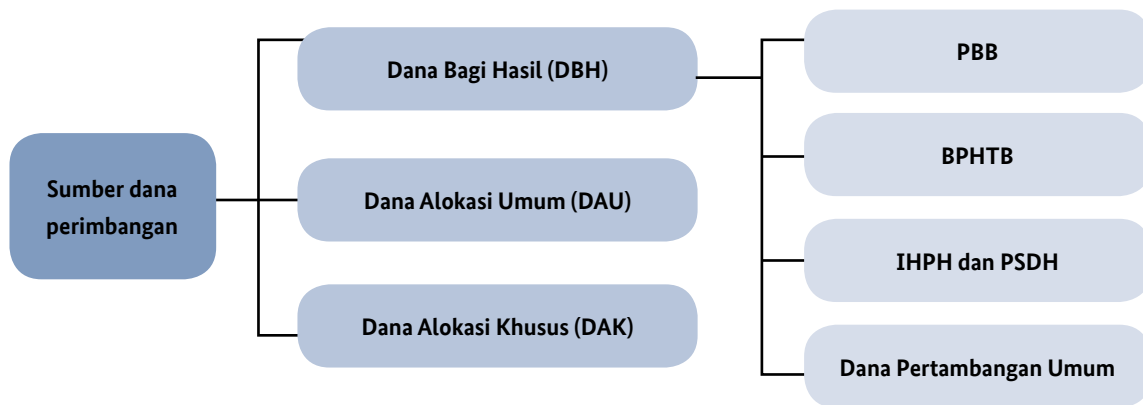 Sumber dana
perimbangan
Dana Bagi Hasil (DBH)
Dana Alokasi Umum (DAU)
Dana Alokasi Khusus (DAK)
PBB
BPHTB
IHPH dan PSDH
Dana Pertambangan Umum